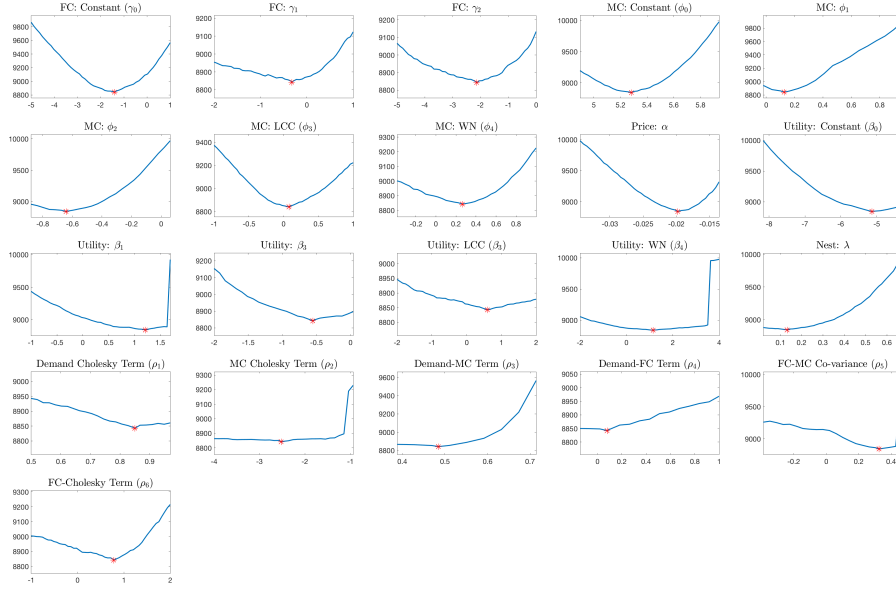 FC: Constant (γ₀)
FC: γ₁
FC: γ₂
MC: Constant (ϕ₀)
MC: ϕ₁
9800
9600
9400
9200
9000
8800
-5 -4 -3 -2 -1 0 1
9200
9000
8800
-2 -1 0 1
9200
9000
8800
-5 -4 -3 -2 -1 0
10000
9500
9000
5 5.2 5.4 5.6 5.8
9800
9600
9400
9200
9000
8800
0 0.2 0.4 0.6 0.8
MC: ϕ₂
MC: LCC (ϕ₃)
MC: WN (ϕ₄)
Price: α
Utility: Constant (β₀)
10000
9500
9000
-0.8 -0.6 -0.4 -0.2 0
9400
9200
9000
8800
-1 -0.5 0 0.5 1
9300
9200
9100
9000
8900
8800
-0.2 0 0.2 0.4 0.6 0.8
10000
9500
9000
-0.03 -0.025 -0.02 -0.015
10000
9500
9000
-8 -7 -6 -5
Utility: β₁
Utility: β₃
Utility: LCC (β₃)
Utility: WN (β₄)
Nest: λ
10000
9500
9000
-1 -0.5 0 0.5 1 1.5
9200
9100
9000
8900
8800
-2 -1.5 -1 -0.5 0
9000
8950
8900
8850
8800
-2 -1 0 1 2
10000
9500
9000
-2 0 2 4
10000
9500
9000
0.1 0.2 0.3 0.4 0.5 0.6
Demand Cholesky Term (ρ₁)
MC Cholesky Term (ρ₂)
Demand-MC Term (ρ₃)
Demand-FC Term (ρ₄)
FC-MC Co-variance (ρ₅)
9000
8950
8900
8850
8800
0.5 0.6 0.7 0.8 0.9
9300
9200
9100
9000
8900
8800
-4 -3 -2 -1
9600
9400
9200
9000
8800
0.4 0.5 0.6 0.7
9050
9000
8950
8900
8850
8800
0 0.2 0.4 0.6 0.8 1
10000
9500
9000
-0.2 0 0.2 0.4
FC-Cholesky Term (ρ₆)
9300
9200
9100
9000
8900
8800
-1 0 1 2